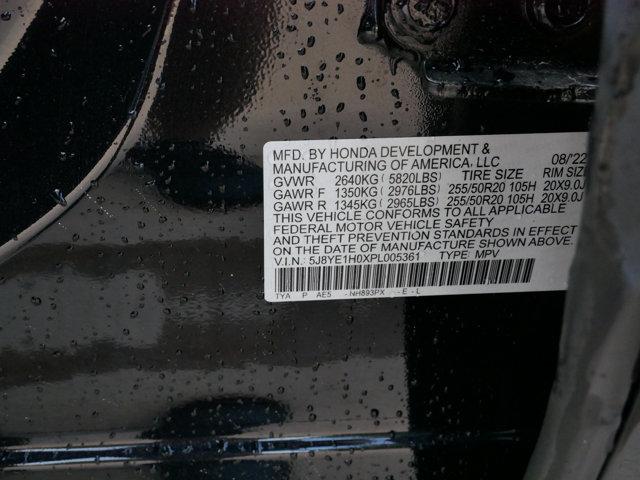 MFD. BY HONDA DEVELOPMENT &
MANUFACTURING OF AMERICA, LLC 08/'22
GVWR 2640KG (5820LBS) TIRE SIZE RIM SIZE
GAWR F 1350KG (2976LBS) 255/50R20 105H 20X9.0J
GAWR R 1345KG (2965LBS) 255/50R20 105H 20X9.0J
THIS VEHICLE CONFORMS TO ALL APPLICABLE
FEDERAL MOTOR VEHICLE SAFETY
AND THEFT PREVENTION STANDARDS IN EFFECT
ON THE DATE OF MANUFACTURE SHOWN ABOVE.
V.I.N.: 5J8YE1H0XPL005361 TYPE: MPV
TYA P AE5 NH893PX - E - L